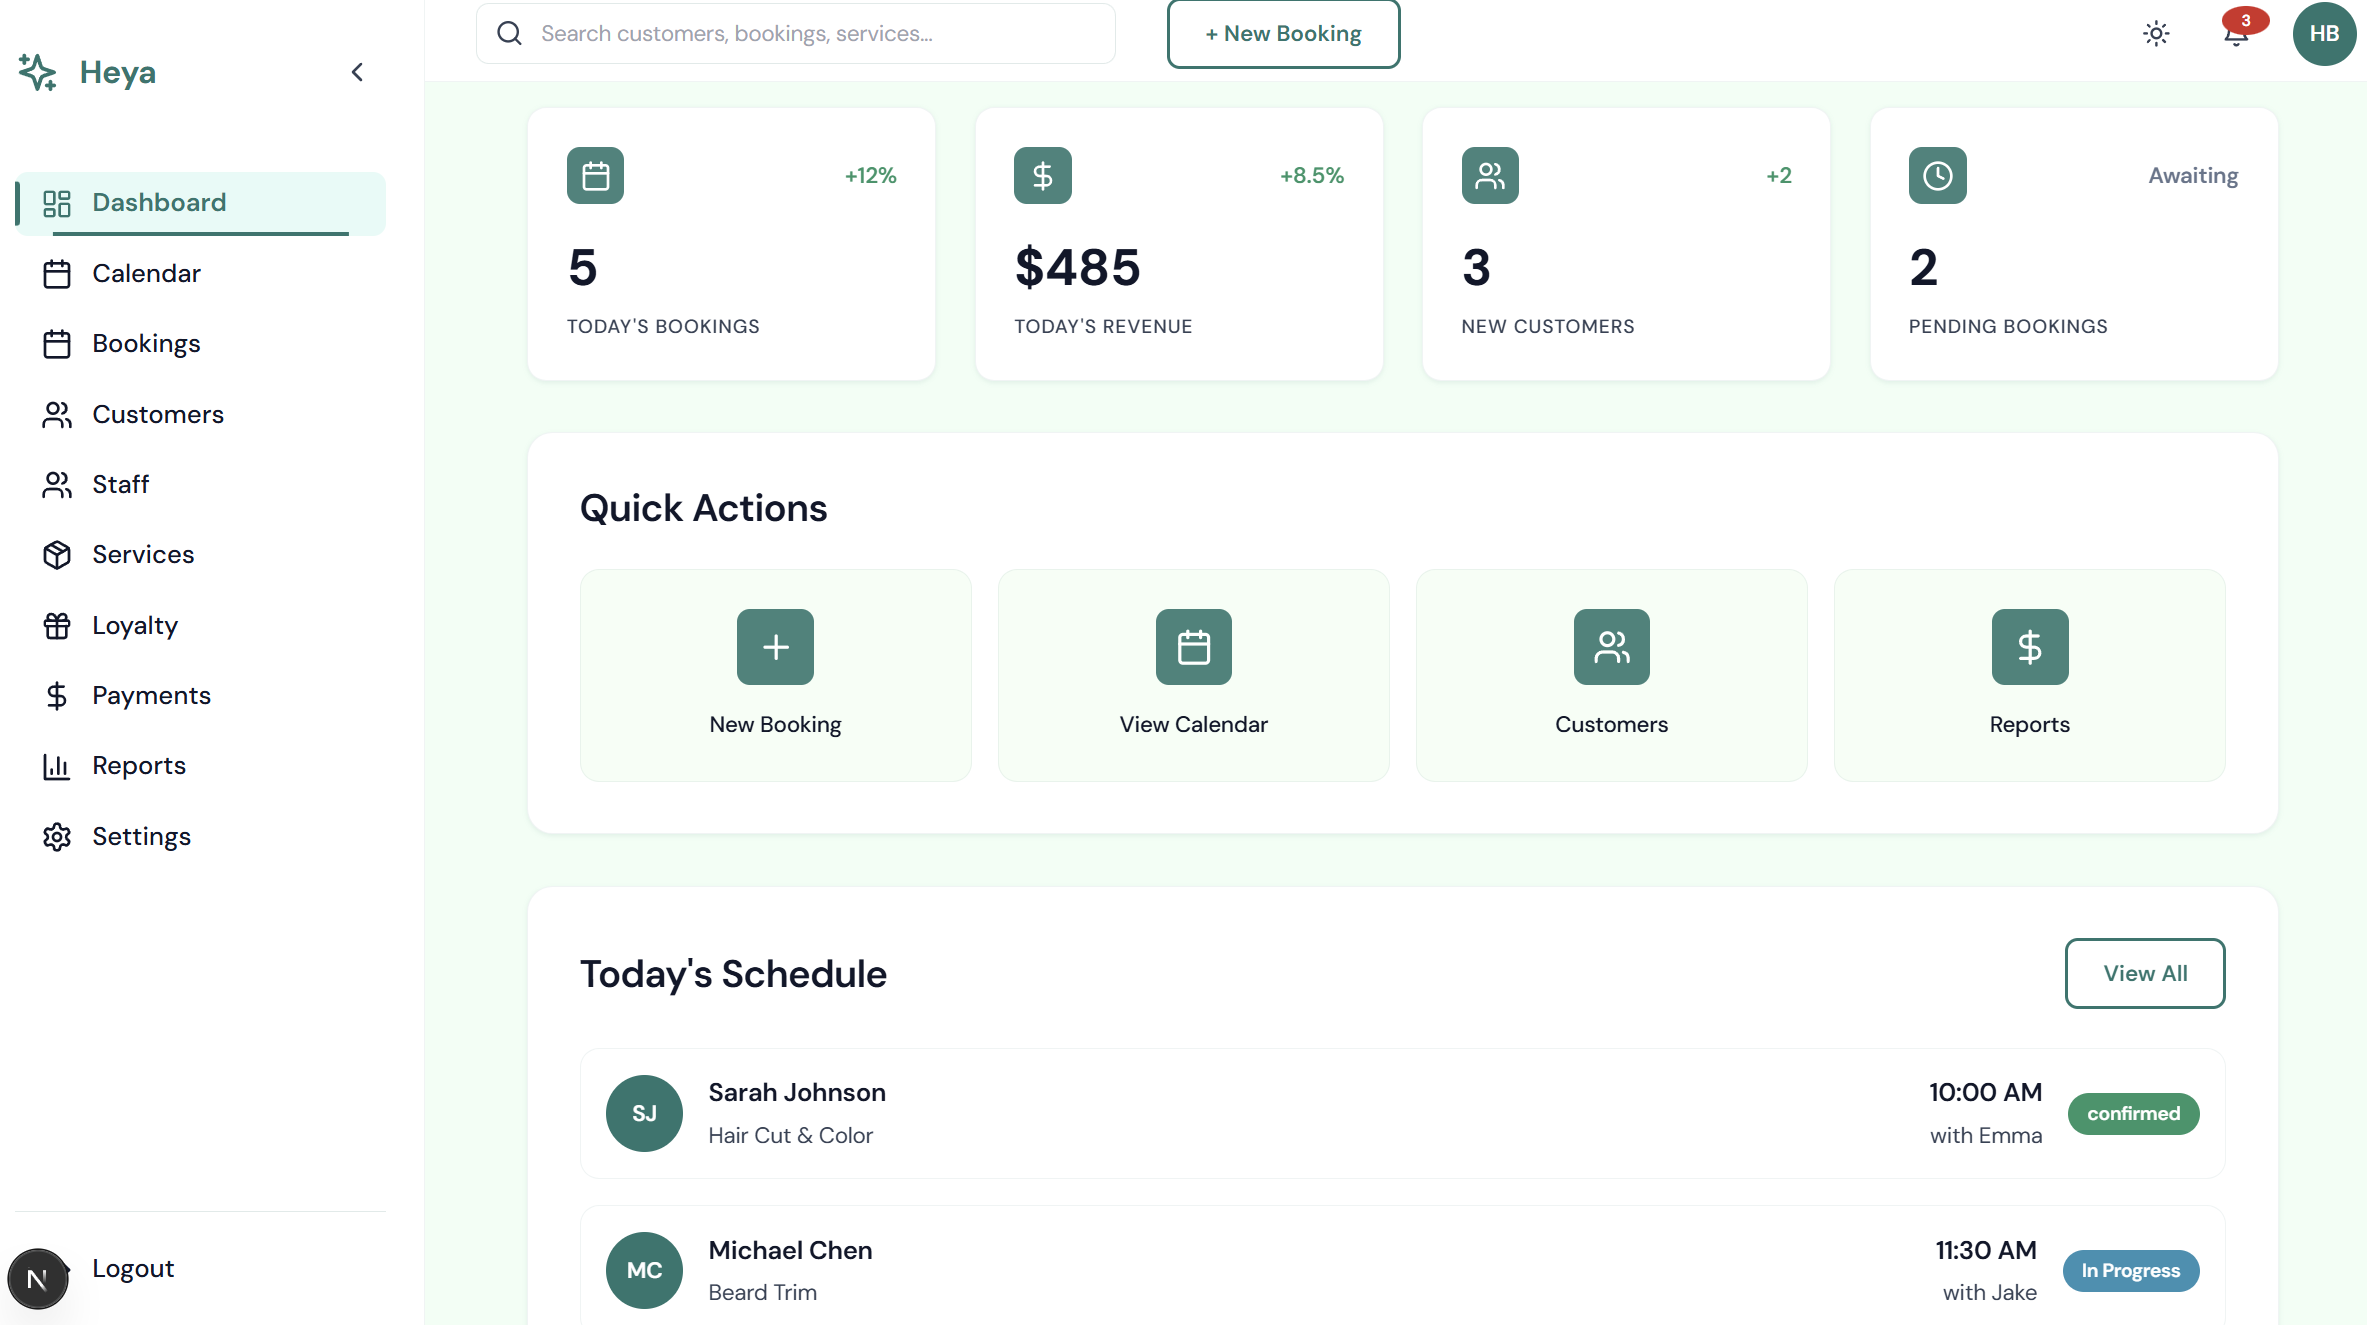 Heya
Dashboard
Calendar
Bookings
Customers
Staff
Services
Loyalty
Payments
Reports
Settings
Logout
N
Search customers, bookings, services...
+ New Booking
3
HB
+12%
5
TODAY'S BOOKINGS
+8.5%
$485
TODAY'S REVENUE
+2
3
NEW CUSTOMERS
Awaiting
2
PENDING BOOKINGS
Quick Actions
New Booking
View Calendar
Customers
Reports
Today's Schedule
View All
SJ
Sarah Johnson
Hair Cut & Color
10:00 AM
with Emma
confirmed
MC
Michael Chen
Beard Trim
11:30 AM
with Jake
In Progress